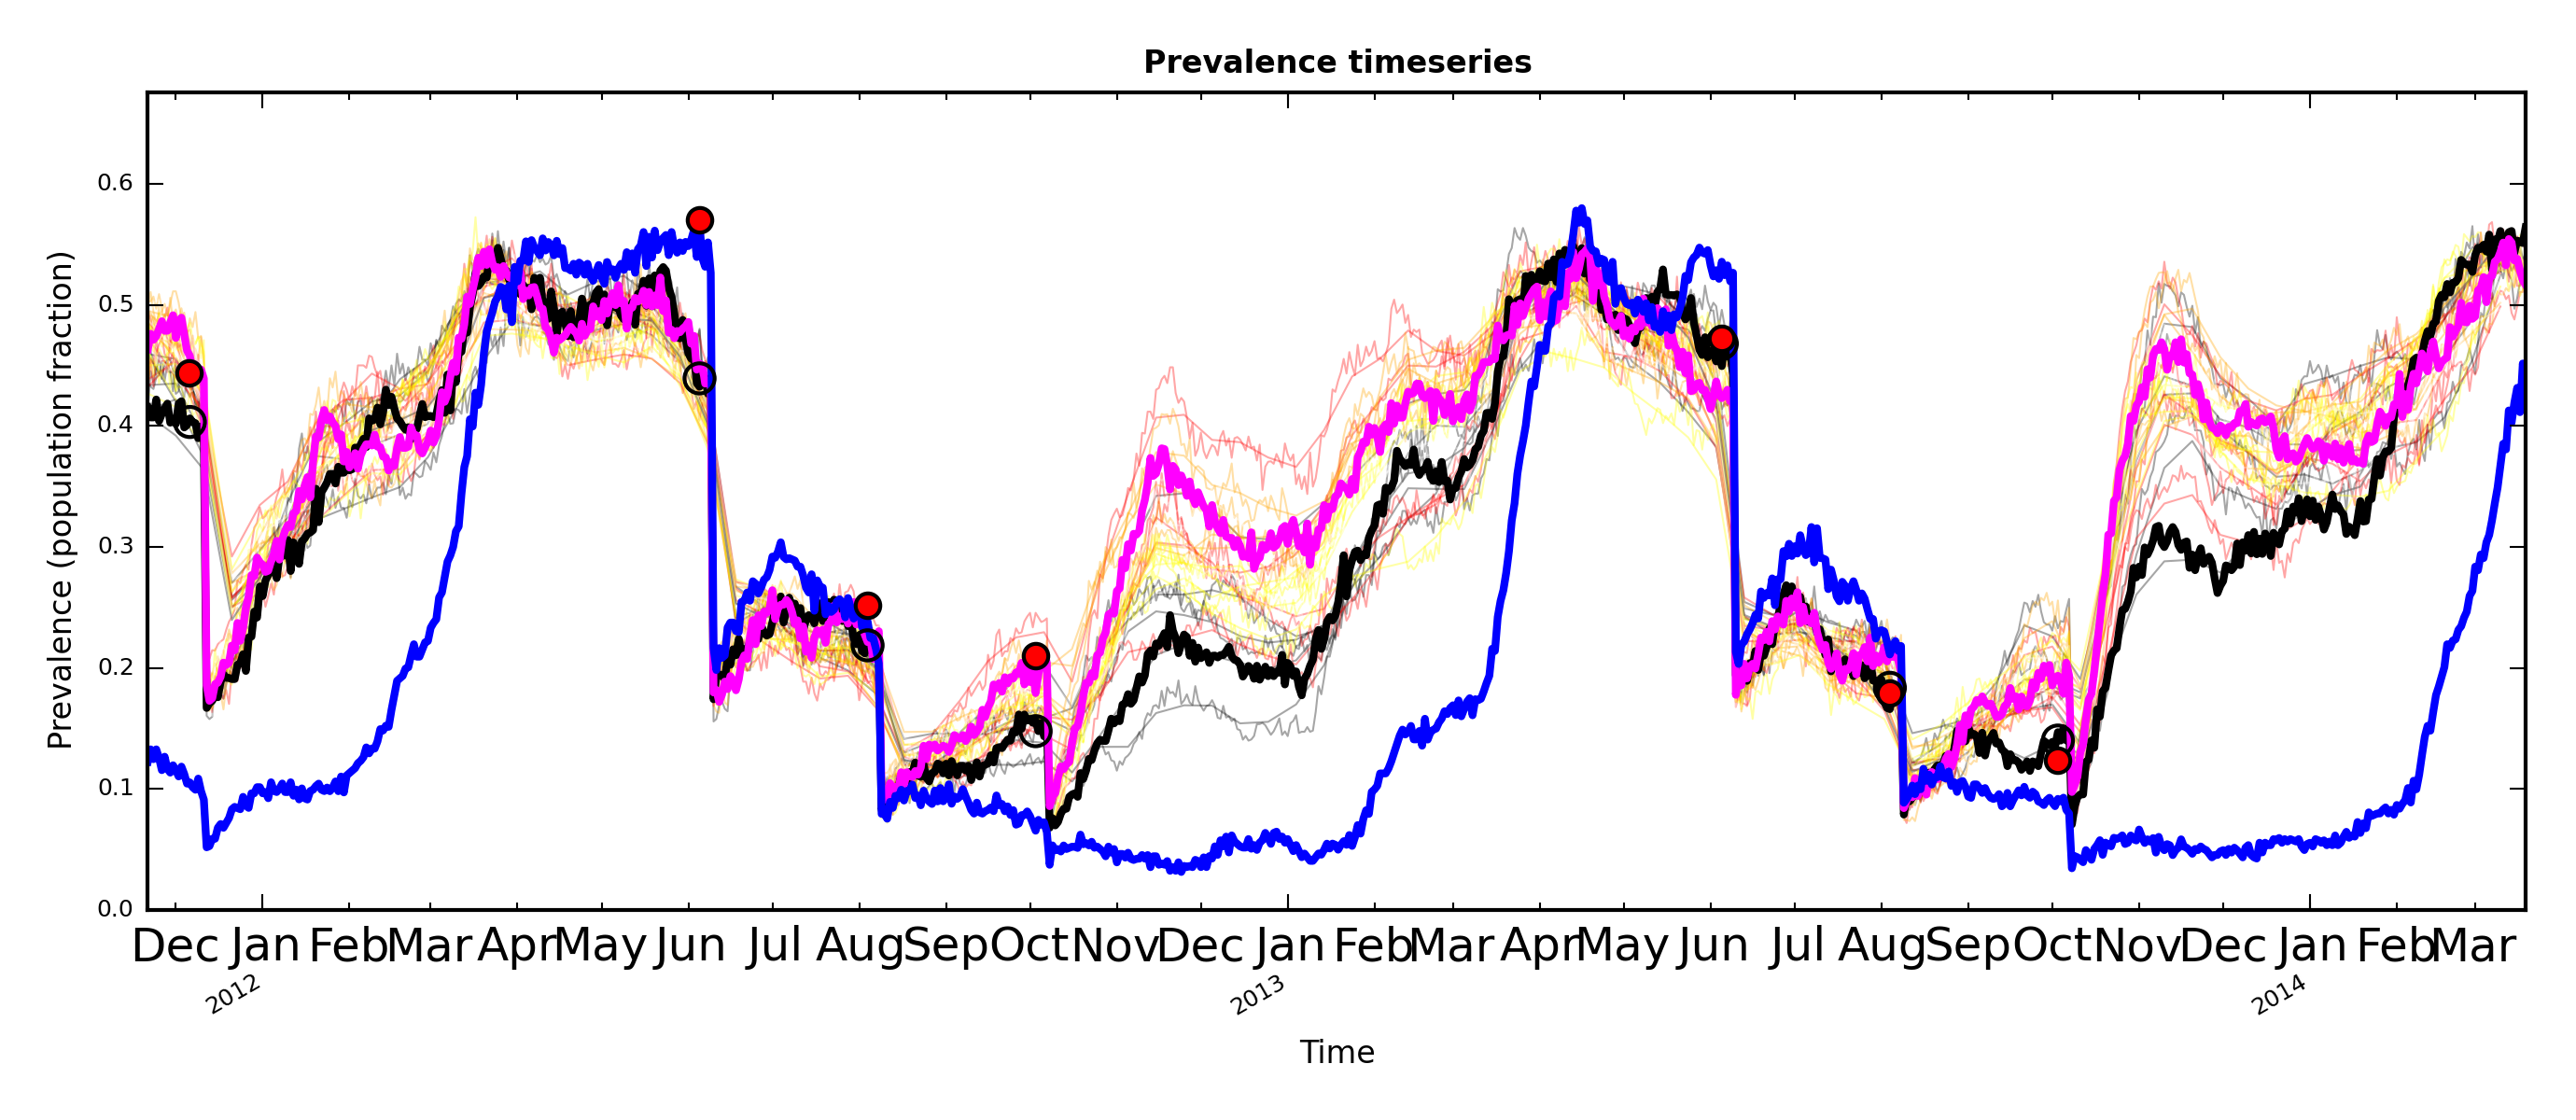 Prevalence timeseries
Prevalence (population fraction)
0.6
0.5
0.4
0.3
0.2
0.1
0.0
Dec Jan Feb Mar Apr May Jun Jul Aug Sep Oct Nov Dec Jan Feb Mar Apr May Jun Jul Aug Sep Oct Nov Dec Jan Feb Mar
2012 2013 2014
Time